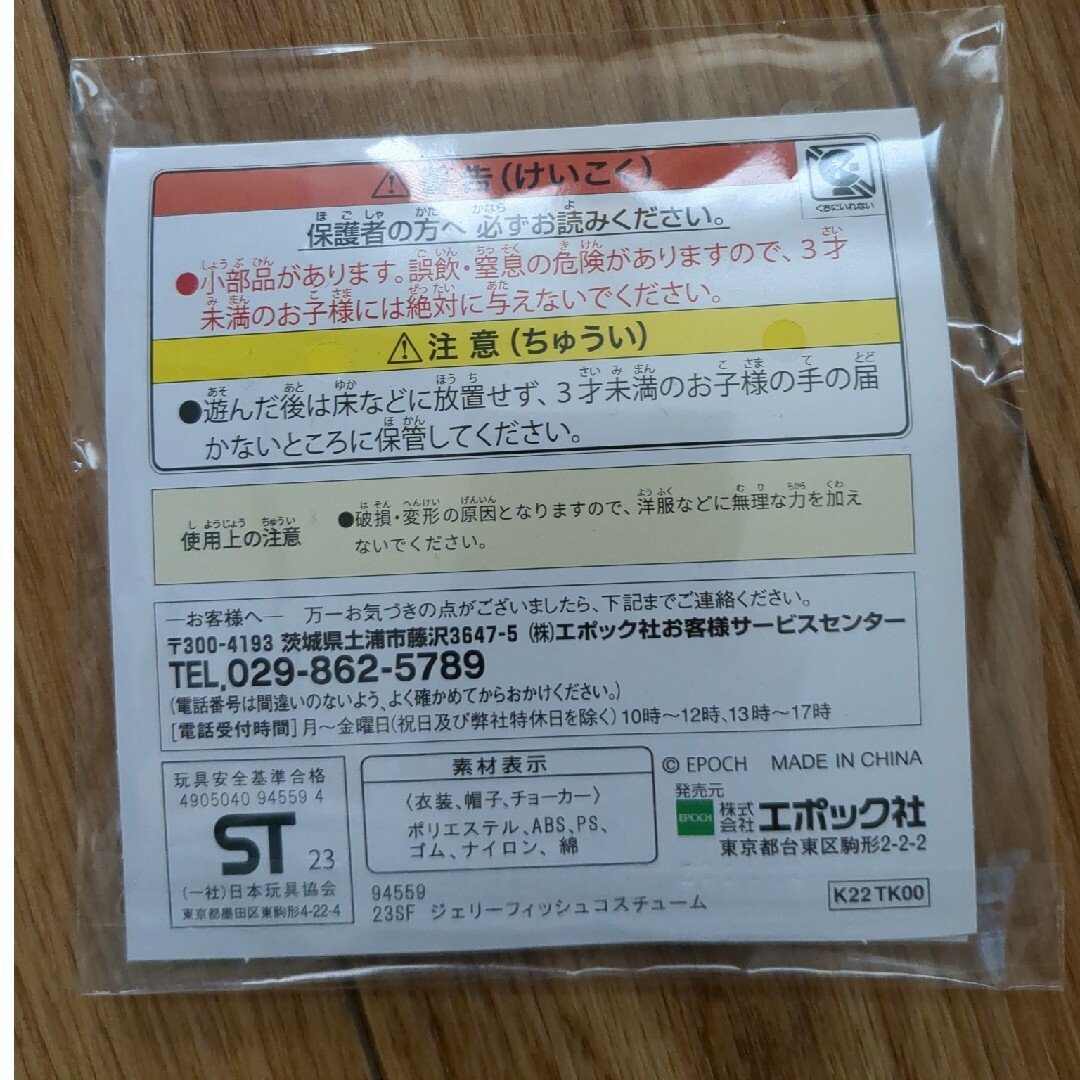 ⚠警告(けいこく)
くちにいれない
保護者の方へ 必ずお読みください。
●小部品があります。誤飲・窒息の危険がありますので、3才
未満のお子様には絶対に与えないでください。
⚠注意(ちゅうい)
●遊んだ後は床などに放置せず、3才未満のお子様の手の届
かないところに保管してください。
使用上の注意
●破損・変形の原因となりますので、洋服などに無理な力を加え
ないでください。
―お客様へ― 万一お気づきの点がございましたら、下記までご連絡ください。
〒300-4193 茨城県土浦市藤沢3647-5 (株)エポック社お客様サービスセンター
TEL.029-862-5789
(電話番号は間違いのないよう、よく確かめてからおかけください。)
[電話受付時間]月〜金曜日(祝日及び弊社特休日を除く)10時〜12時、13時〜17時
玩具安全基準合格
4905040 94559 4
ST 23
(一社)日本玩具協会
東京都墨田区東駒形4-22-4
素材表示
〈衣装、帽子、チョーカー〉
ポリエステル、ABS、PS、
ゴム、ナイロン、綿
94559
23SF ジェリーフィッシュコスチューム
© EPOCH MADE IN CHINA
発売元
EPOCH 株式会社エポック社
東京都台東区駒形2-2-2
K22TK00